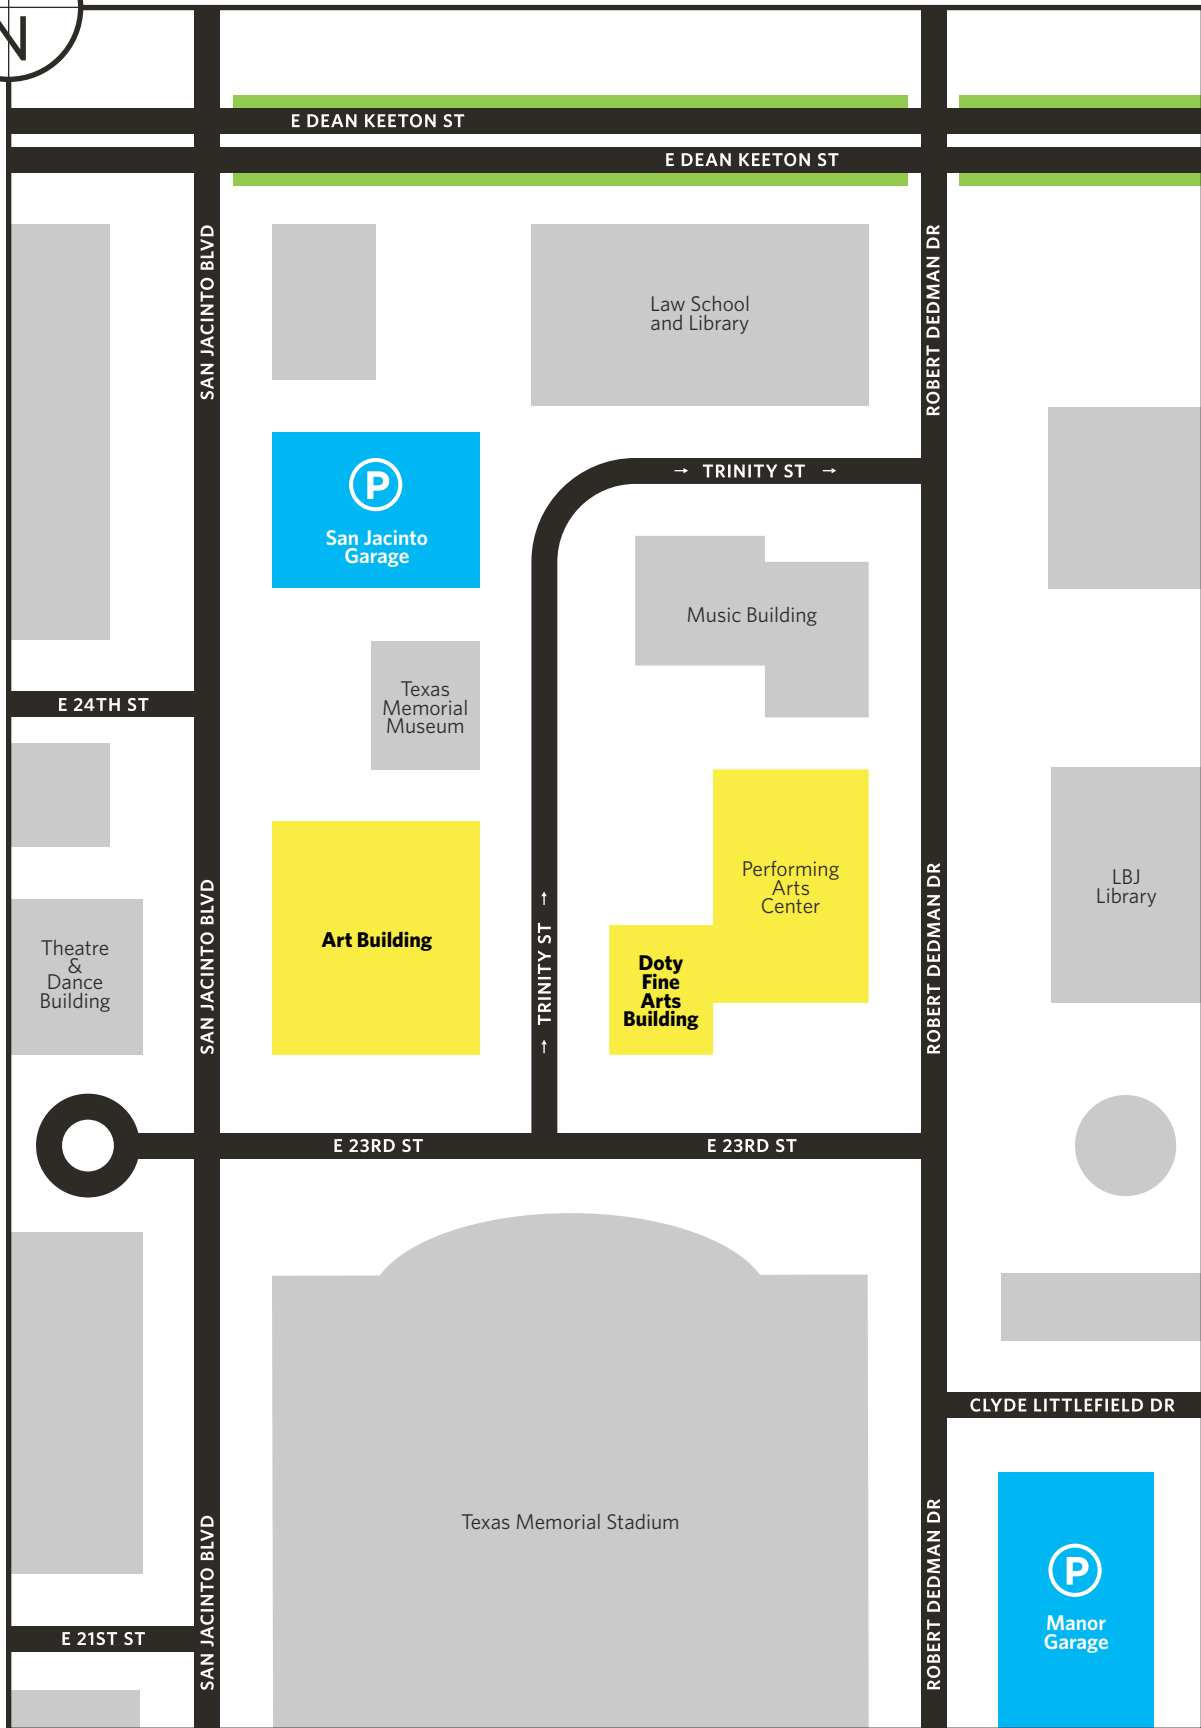 N
E DEAN KEETON ST
E DEAN KEETON ST
SAN JACINTO BLVD
ROBERT DEDMAN DR
Law School
and Library
→ TRINITY ST →
P
San Jacinto
Garage
Music Building
Texas
Memorial
Museum
E 24TH ST
Performing
Arts
Center
LBJ
Library
SAN JACINTO BLVD
Art Building
→ TRINITY ST →
ROBERT DEDMAN DR
Theatre
&
Dance
Building
Doty
Fine
Arts
Building
E 23RD ST
E 23RD ST
CLYDE LITTLEFIELD DR
Texas Memorial Stadium
SAN JACINTO BLVD
ROBERT DEDMAN DR
P
Manor
Garage
E 21ST ST